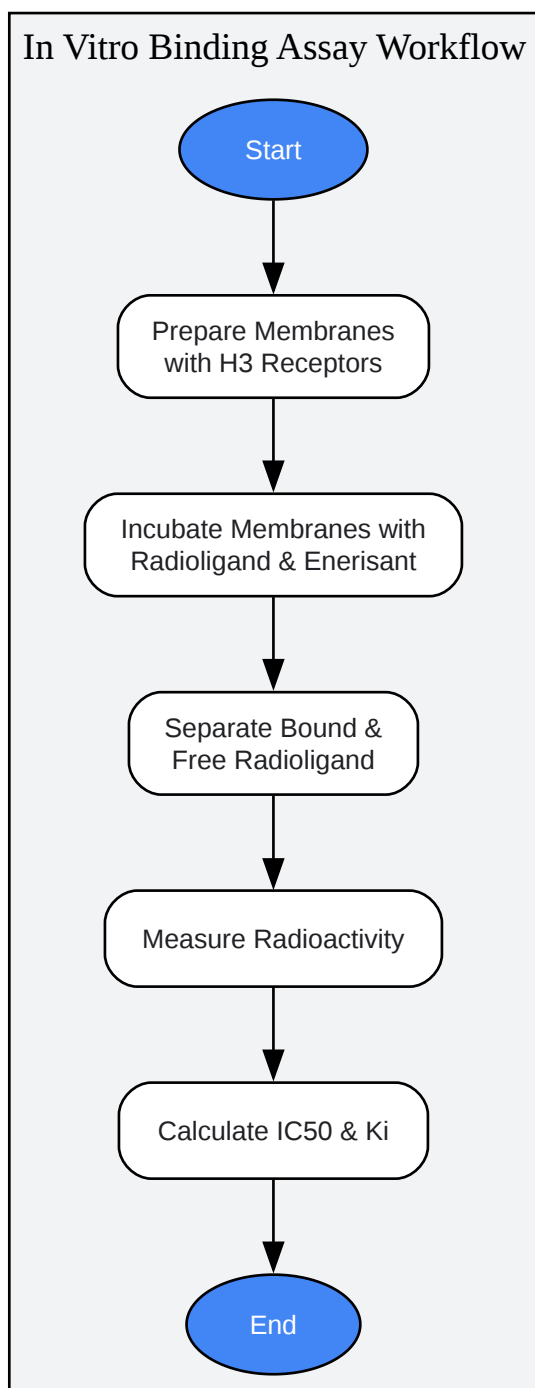 In Vitro Binding Assay Workflow
Start
Prepare Membranes
with H3 Receptors
Incubate Membranes with
Radioligand & Enerisant
Separate Bound &
Free Radioligand
Measure Radioactivity
Calculate IC50 & Ki
End